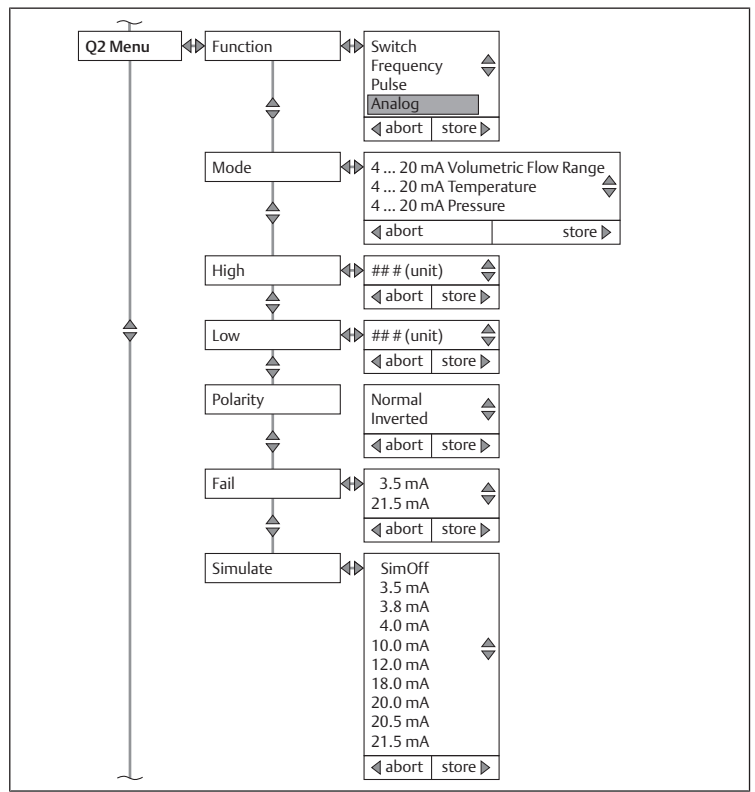 Q2 Menu
Function
Switch
Frequency
Pulse
Analog
abort store
Mode
4 ... 20 mA Volumetric Flow Range
4 ... 20 mA Temperature
4 ... 20 mA Pressure
abort store
High
## # (unit)
abort store
Low
## # (unit)
abort store
Polarity
Normal
Inverted
abort store
Fail
3.5 mA
21.5 mA
abort store
Simulate
SimOff
3.5 mA
3.8 mA
4.0 mA
10.0 mA
12.0 mA
18.0 mA
20.0 mA
20.5 mA
21.5 mA
abort store